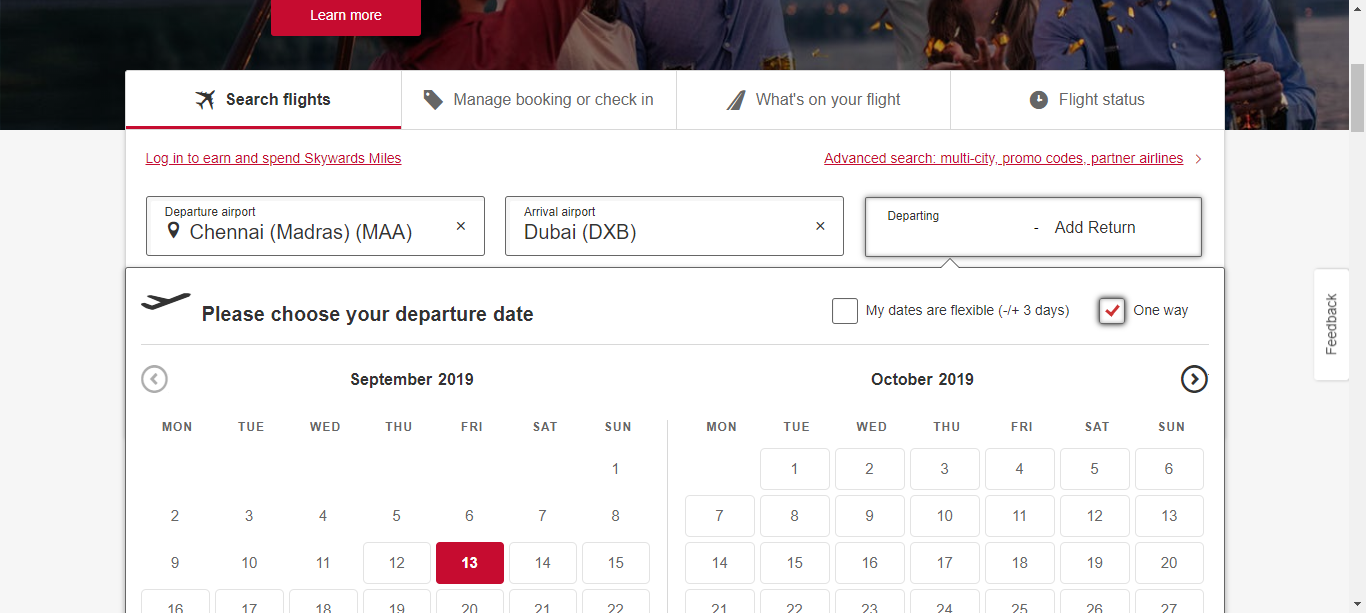 Learn more
Search flights
Manage booking or check in
What's on your flight
Flight status
Log in to earn and spend Skywards Miles
Advanced search: multi-city, promo codes, partner airlines
Departure airport
Chennai (Madras) (MAA)
Arrival airport
Dubai (DXB)
Departing
- Add Return
Please choose your departure date
My dates are flexible (-/+ 3 days)
One way
Feedback
September 2019
MON TUE WED THU FRI SAT SUN
1
2 3 4 5 6 7 8
9 10 11 12 13 14 15
16 17 18 19 20 21 22
October 2019
MON TUE WED THU FRI SAT SUN
1 2 3 4 5 6
7 8 9 10 11 12 13
14 15 16 17 18 19 20
21 22 23 24 25 26 27